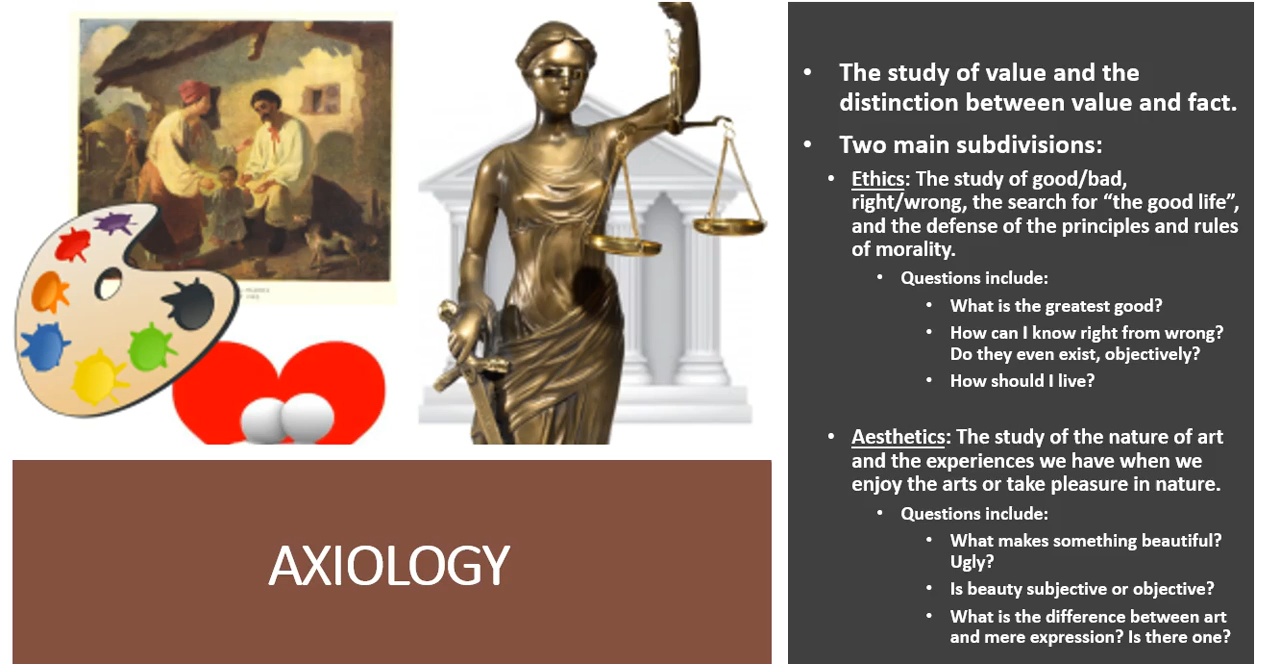 • The study of value and the
distinction between value and fact.
• Two main subdivisions:
• Ethics: The study of good/bad,
right/wrong, the search for “the good life”,
and the defense of the principles and rules
of morality.
• Questions include:
• What is the greatest good?
• How can I know right from wrong?
Do they even exist, objectively?
• How should I live?
• Aesthetics: The study of the nature of art
and the experiences we have when we
enjoy the arts or take pleasure in nature.
• Questions include:
• What makes something beautiful?
Ugly?
• Is beauty subjective or objective?
• What is the difference between art
and mere expression? Is there one?
AXIOLOGY